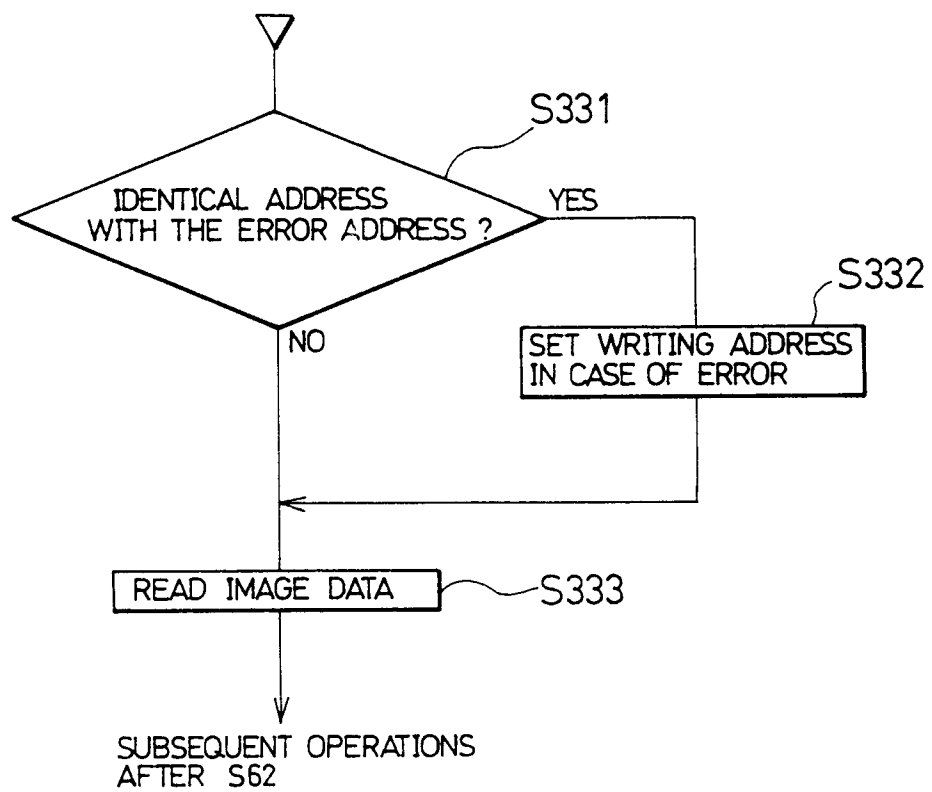 S331
IDENTICAL ADDRESS
WITH THE ERROR ADDRESS ?
YES
S332
NO
SET WRITING ADDRESS
IN CASE OF ERROR
READ IMAGE DATA
S333
SUBSEQUENT OPERATIONS
AFTER S62